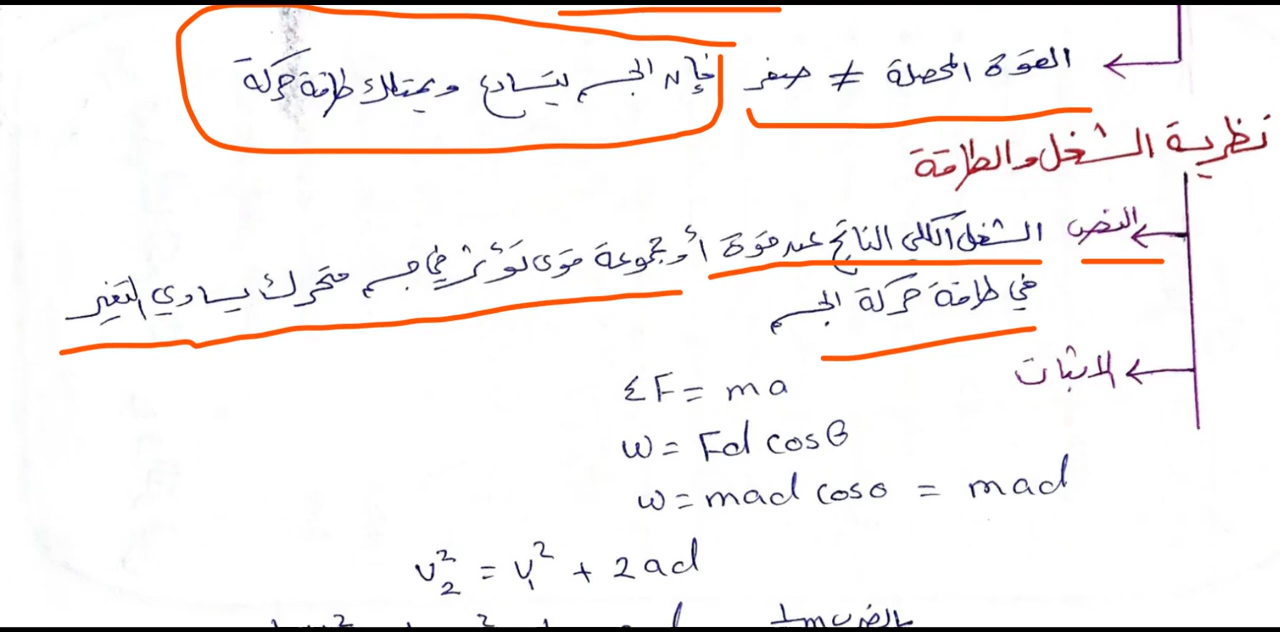 القوة المحصلة ≠ صفر فإن الجسم يتسارع ويمتلك طاقة حركة
نظرية الشغل والطاقة
النص الشغل الكلي الناتج عن قوة أو مجموعة قوى تؤثر في جسم متحرك يساوي التغير
في طاقة حركة الجسم
الاثبات
ΣF = ma
w = Fd cosθ
w = mad cos0 = mad
v₂² = v₁² + 2ad